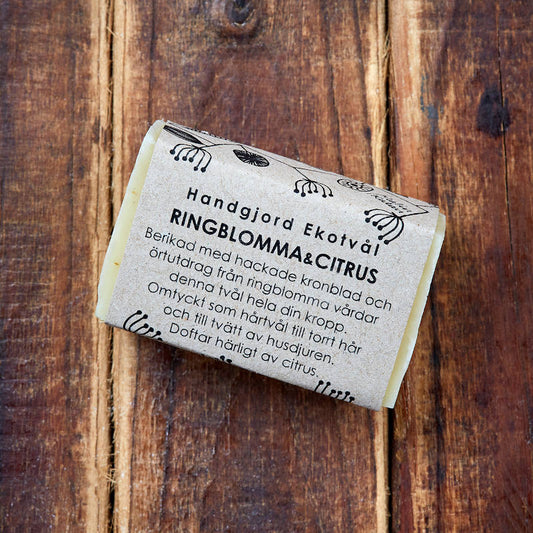 Handgjord Ekotvål
RINGBLOMMA&CITRUS
Berikad med hackade kronblad och
örtutdrag från ringblomma vårdar
denna tvål hela din kropp.
Omtyckt som hårtvål till torrt hår
och till tvätt av husdjuren.
Doftar härligt av citrus.